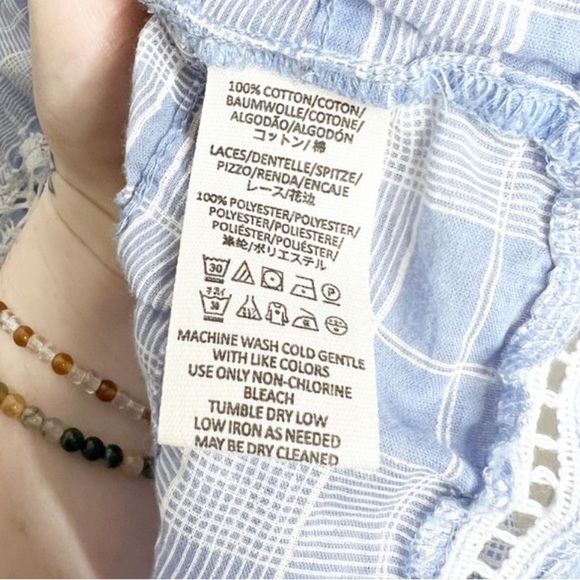 100% COTTON/COTON/
BAUMWOLLE/COTONE/
ALGODÃO/ALGODÓN
コットン/棉
LACES/DENTELLE/SPITZE/
PIZZO/RENDA/ENCAJE
レース/花边
100% POLYESTER/POLYESTER/
POLYESTER/POLIESTERE/
POLIÉSTER/POLIÉSTER/
涤纶/ポリエステル
30 P
30
MACHINE WASH COLD GENTLE
WITH LIKE COLORS
USE ONLY NON-CHLORINE
BLEACH
TUMBLE DRY LOW
LOW IRON AS NEEDED
MAY BE DRY CLEANED